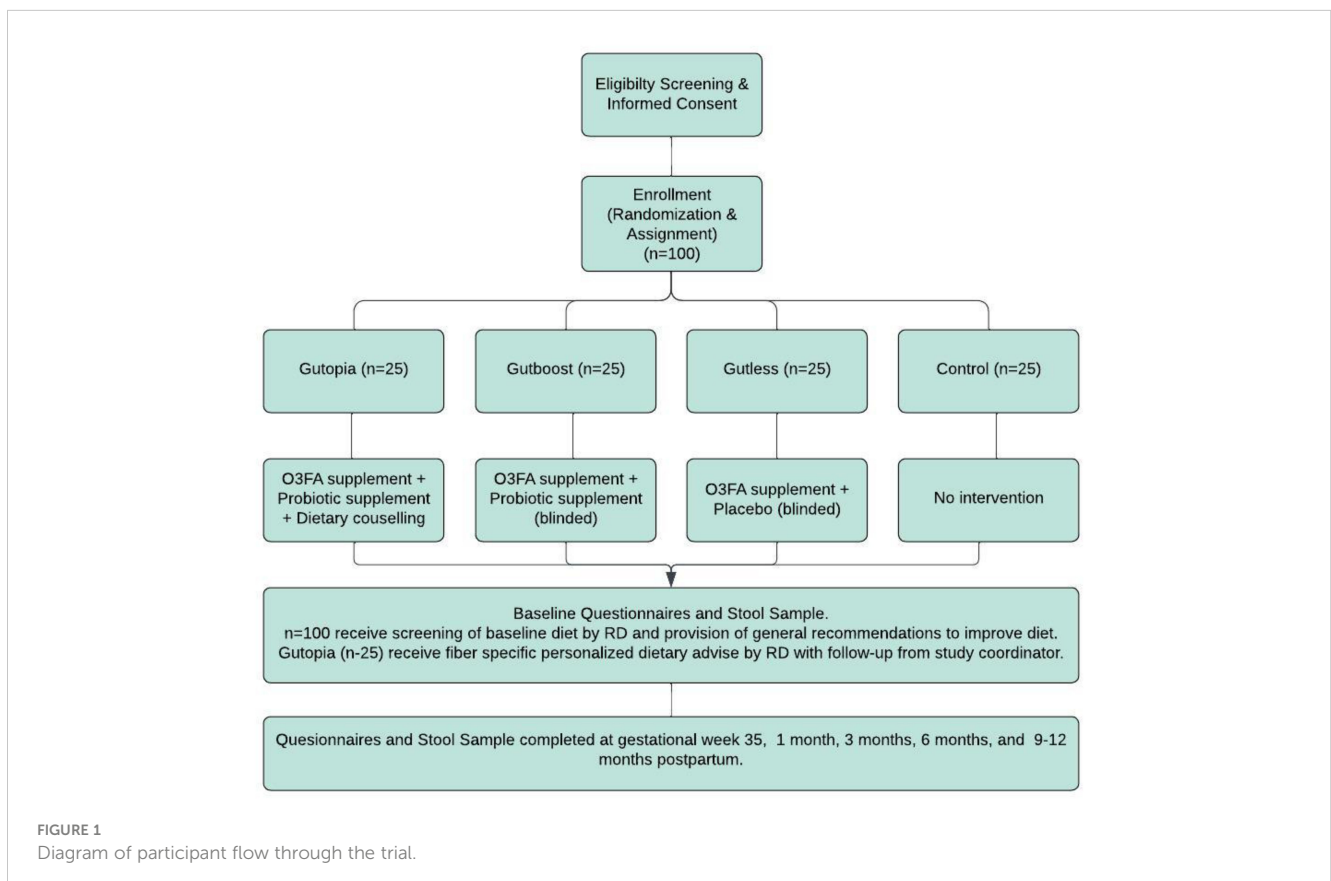 Eligibilty Screening &
Informed Consent
Enrollment
(Randomization &
Assignment)
(n=100)
Gutopia (n=25)
Gutboost (n=25)
Gutless (n=25)
Control (n=25)
O3FA supplement +
Probiotic supplement
+ Dietary couselling
O3FA supplement +
Probiotic supplement
(blinded)
O3FA supplement +
Placebo (blinded)
No intervention
Baseline Questionnaires and Stool Sample.
n=100 receive screening of baseline diet by RD and provision of general recommendations to improve diet.
Gutopia (n-25) receive fiber specific personalized dietary advise by RD with follow-up from study coordinator.
Quesionnaires and Stool Sample completed at gestational week 35, 1 month, 3 months, 6 months, and 9-12
months postpartum.
FIGURE 1
Diagram of participant flow through the trial.